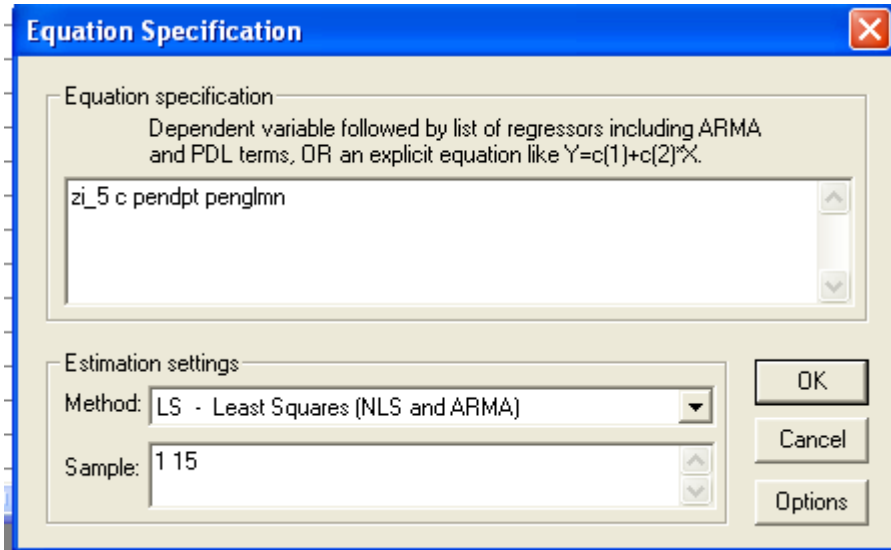 Equation Specification
Equation specification
Dependent variable followed by list of regressors including ARMA
and PDL terms, OR an explicit equation like Y=c(1)+c(2)*X.
zi_5 c pendpt penglmn
Estimation settings
Method: LS - Least Squares (NLS and ARMA)
Sample: 1 15
OK
Cancel
Options